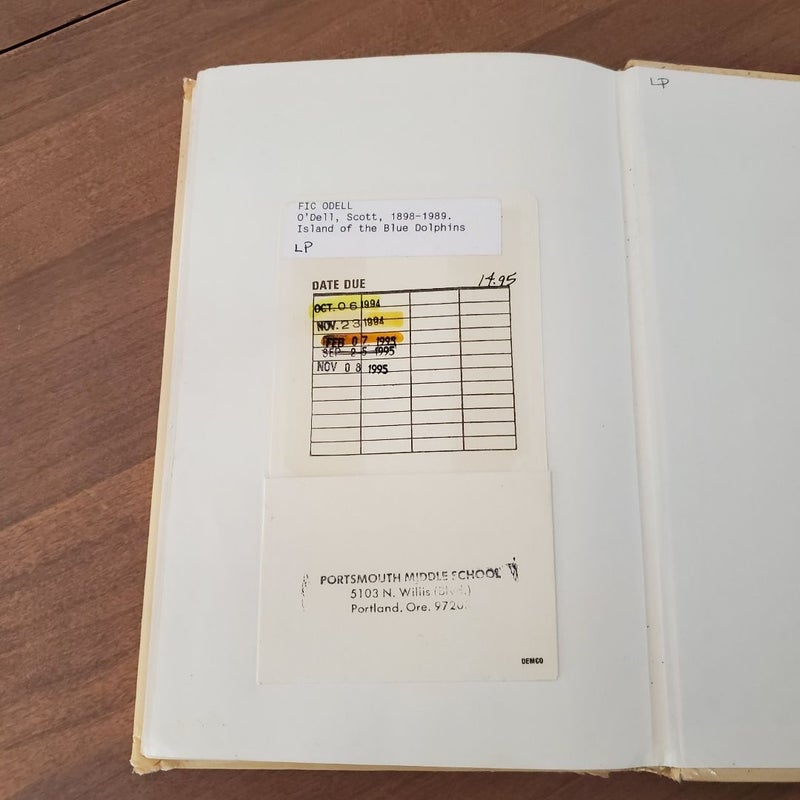 LP
FIC ODELL
O'Dell, Scott, 1898-1989.
Island of the Blue Dolphins
LP
DATE DUE 14.95
OCT. 06 1994
NOV. 23 1994
FEB 07 1995
SEP 25 1995
NOV 08 1995
PORTSMOUTH MIDDLE SCHOOL
5103 N. Willis
Portland, Ore.
DEMCO